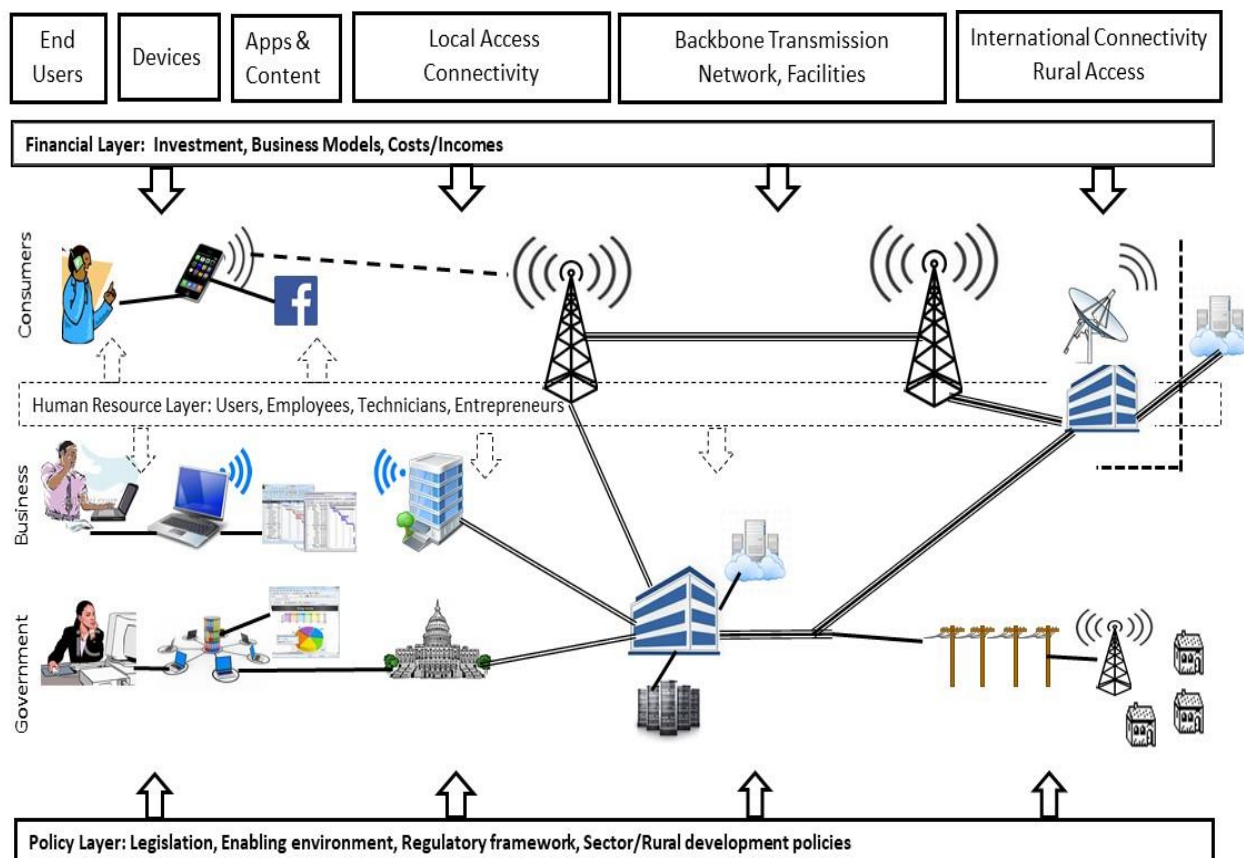 End
Users
Devices
Apps &
Content
Local Access
Connectivity
Backbone Transmission
Network, Facilities
International Connectivity
Rural Access
Financial Layer: Investment, Business Models, Costs/Incomes
Consumers
Human Resource Layer: Users, Employees, Technicians, Entrepreneurs
Business
Government
Policy Layer: Legislation, Enabling environment, Regulatory framework, Sector/Rural development policies